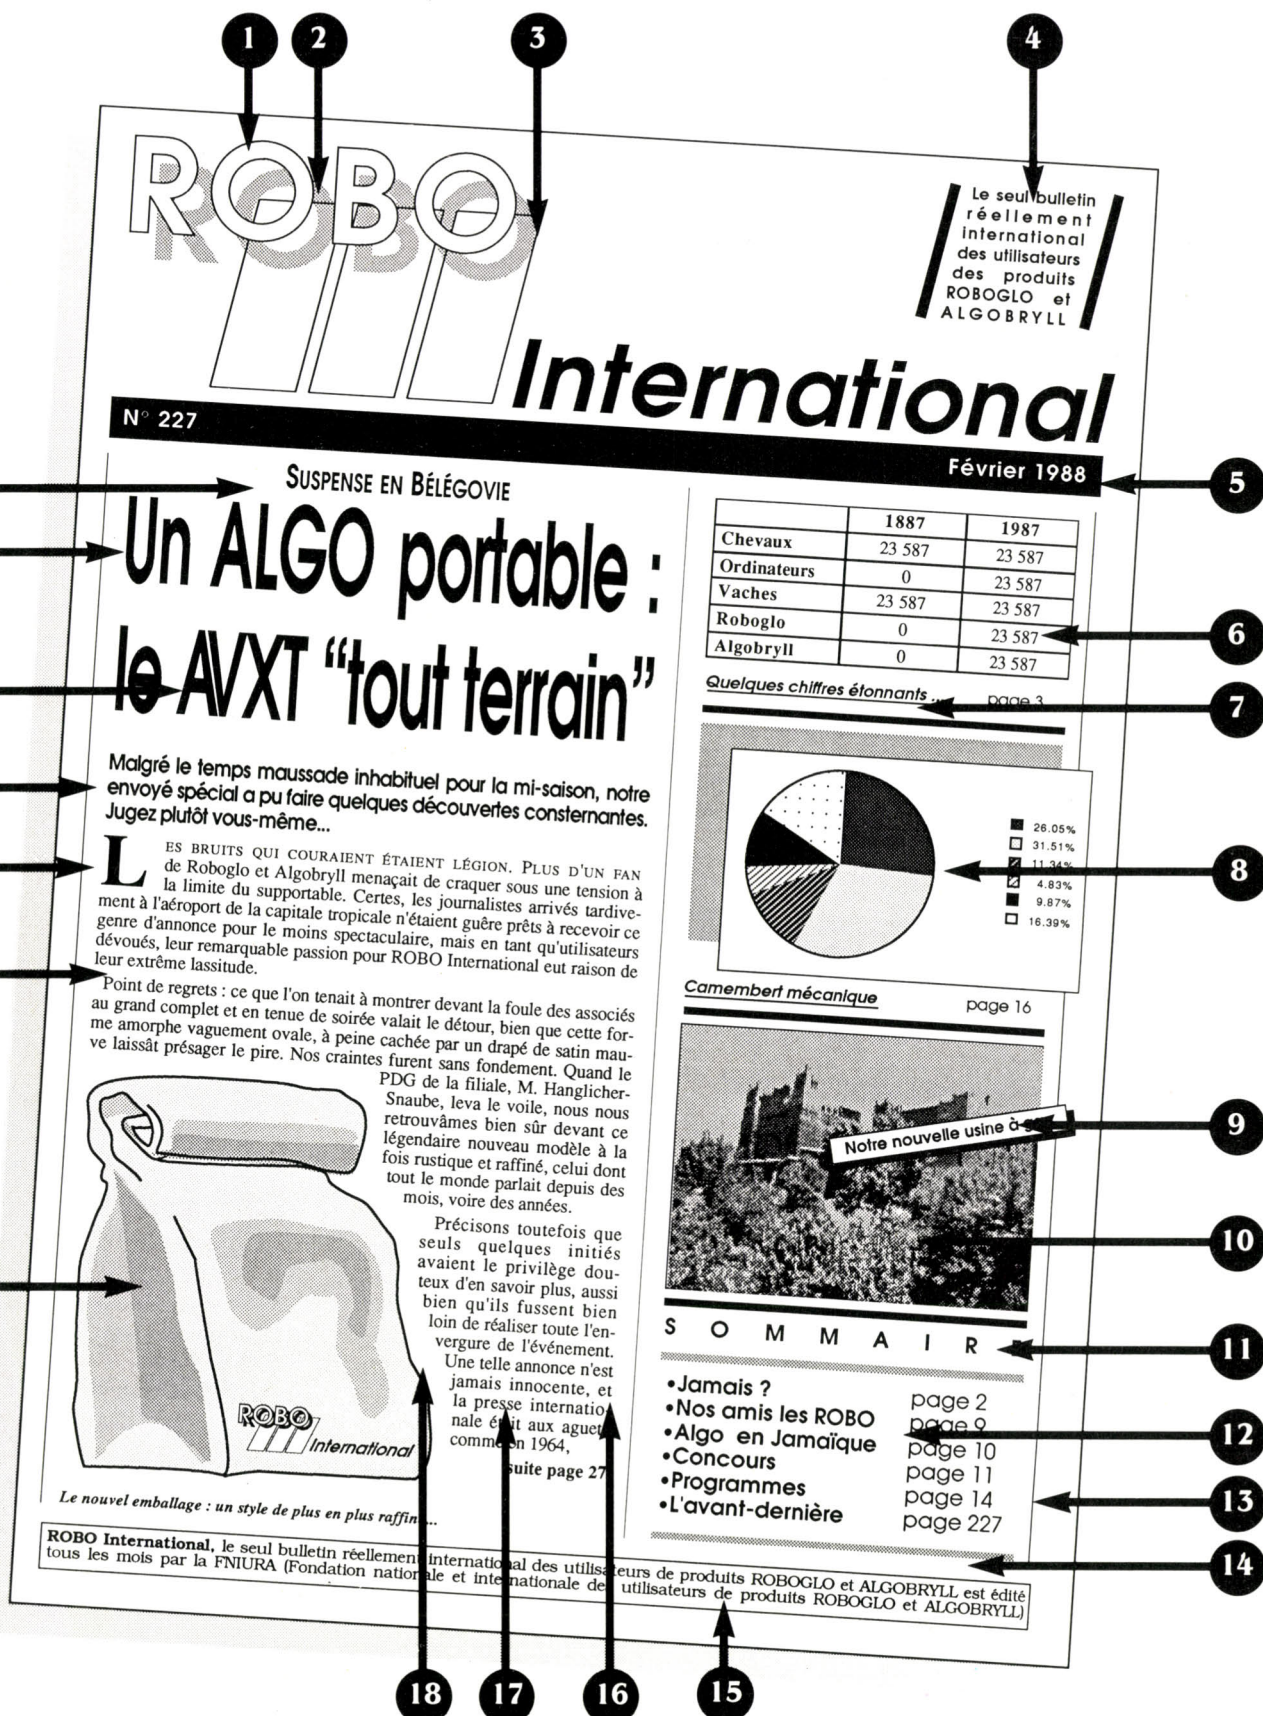 1
2
3
4
ROBO
International
Le seul bulletin
réellement
international
des utilisateurs
des produits
ROBOGLO et
ALGOBRYLL
N° 227
Février 1988
5
SUSPENSE EN BÉLÉGOVIE
Un ALGO portable :
le AVXT “tout terrain”
Malgré le temps maussade inhabituel pour la mi-saison, notre
envoyé spécial a pu faire quelques découvertes consternantes.
Jugez plutôt vous-même...
LES BRUITS QUI COURAIENT ÉTAIENT LÉGION. PLUS D'UN FAN
de Roboglo et Algobryll menaçait de craquer sous une tension à
la limite du supportable. Certes, les journalistes arrivés tardive-
ment à l'aéroport de la capitale tropicale n'étaient guère prêts à recevoir ce
genre d'annonce pour le moins spectaculaire, mais en tant qu'utilisateurs
dévoués, leur remarquable passion pour ROBO International eut raison de
leur extrême lassitude.
Point de regrets : ce que l'on tenait à montrer devant la foule des associés
au grand complet et en tenue de soirée valait le détour, bien que cette for-
me amorphe vaguement ovale, à peine cachée par un drapé de satin mau-
ve laissât présager le pire. Nos craintes furent sans fondement. Quand le
PDG de la filiale, M. Hanglicher-
Snaube, leva le voile, nous nous
retrouvâmes bien sûr devant ce
légendaire nouveau modèle à la
fois rustique et raffiné, celui dont
tout le monde parlait depuis des
mois, voire des années.
Précisons toutefois que
seuls quelques initiés
avaient le privilège dou-
teux d'en savoir plus, aussi
bien qu'ils fussent bien
loin de réaliser toute l'en-
vergure de l'événement.
Une telle annonce n'est
jamais innocente, et
la presse internatio-
nale était aux aguets
comme en 1964,
suite page 27
ROBO
International
Le nouvel emballage : un style de plus en plus raffiné...
1887 1987
Chevaux 23 587 23 587
Ordinateurs 0 23 587
Vaches 23 587 23 587
Roboglo 0 23 587
Algobryll 0 23 587
6
Quelques chiffres étonnants ... page 3
7
26.05%
31.51%
11.34%
4.83%
9.87%
16.39%
8
Camembert mécanique page 16
Notre nouvelle usine à
9
10
SOMMAIRE
11
•Jamais ? page 2
•Nos amis les ROBO page 9
•Algo en Jamaïque page 10
•Concours page 11
•Programmes page 14
•L'avant-dernière page 227
12
13
14
ROBO International, le seul bulletin réellement international des utilisateurs de produits ROBOGLO et ALGOBRYLL est édité
tous les mois par la FNIURA (Fondation nationale et internationale des utilisateurs de produits ROBOGLO et ALGOBRYLL)
18
17
16
15